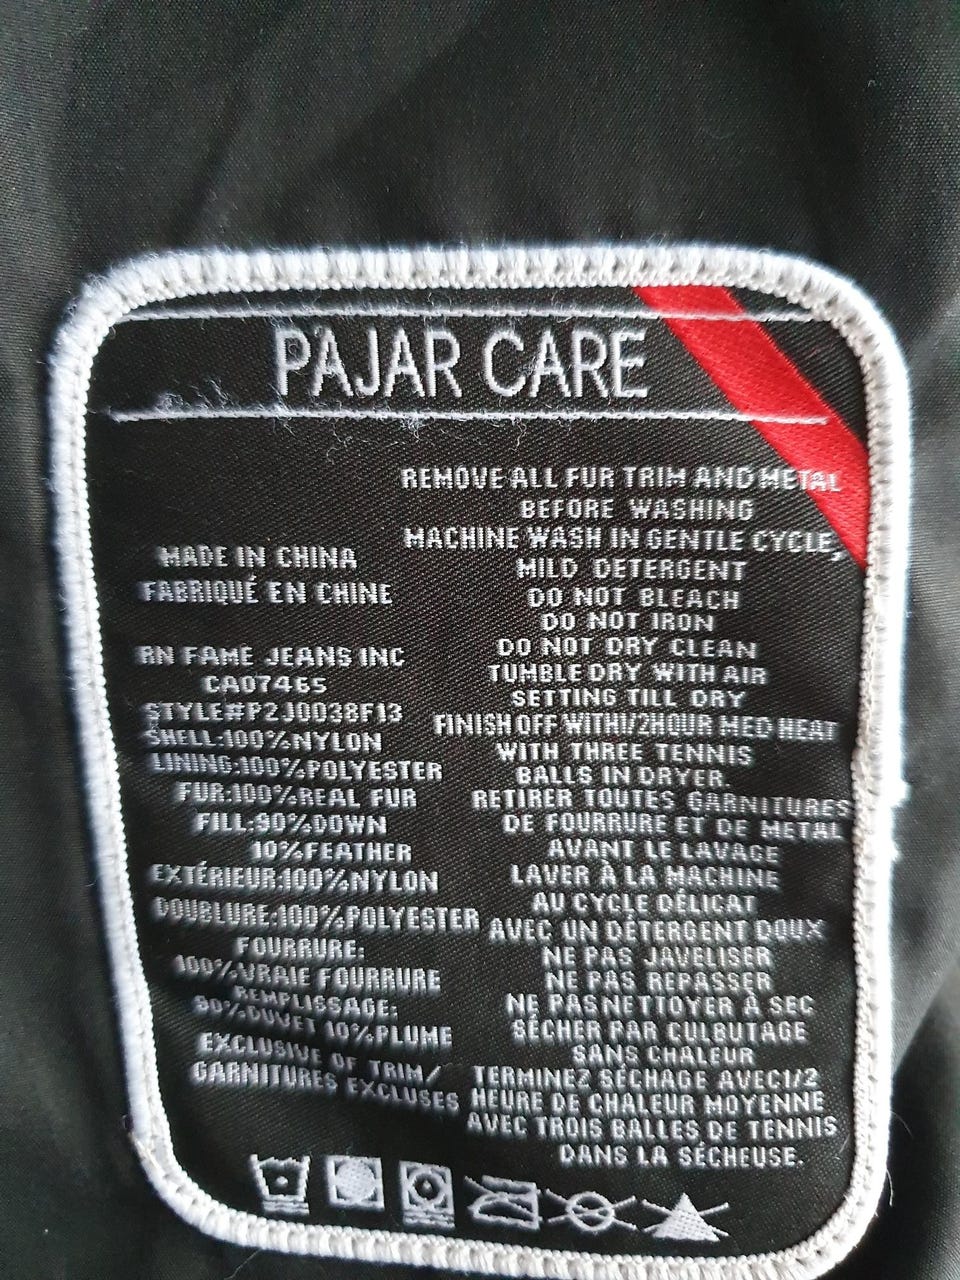 PAJAR CARE
MADE IN CHINA
FABRIQUÉ EN CHINE
RN FAME JEANS INC
CA07465
STYLE#P2J0038F13
SHELL:100%NYLON
LINING:100%POLYESTER
FUR:100%REAL FUR
FILL:90%DOWN
10%FEATHER
EXTÉRIEUR:100%NYLON
DOUBLURE:100%POLYESTER
FOURRURE:
100%VRAIE FOURRURE
REMPLISSAGE:
90%DUVET 10%PLUME
EXCLUSIVE OF TRIM/
GARNITURES EXCLUSES
REMOVE ALL FUR TRIM AND METAL
BEFORE WASHING
MACHINE WASH IN GENTLE CYCLE,
MILD DETERGENT
DO NOT BLEACH
DO NOT IRON
DO NOT DRY CLEAN
TUMBLE DRY WITH AIR
SETTING TILL DRY
FINISH OFF WITH1/2HOUR MED HEAT
WITH THREE TENNIS
BALLS IN DRYER.
RETIRER TOUTES GARNITURES
DE FOURRURE ET DE METAL
AVANT LE LAVAGE
LAVER À LA MACHINE
AU CYCLE DÉLICAT
AVEC UN DÉTERGENT DOUX
NE PAS JAVELISER
NE PAS REPASSER
NE PAS NETTOYER À SEC
SÉCHER PAR CULBUTAGE
SANS CHALEUR
TERMINEZ SÉCHAGE AVEC1/2
HEURE DE CHALEUR MOYENNE
AVEC TROIS BALLES DE TENNIS
DANS LA SÉCHEUSE.